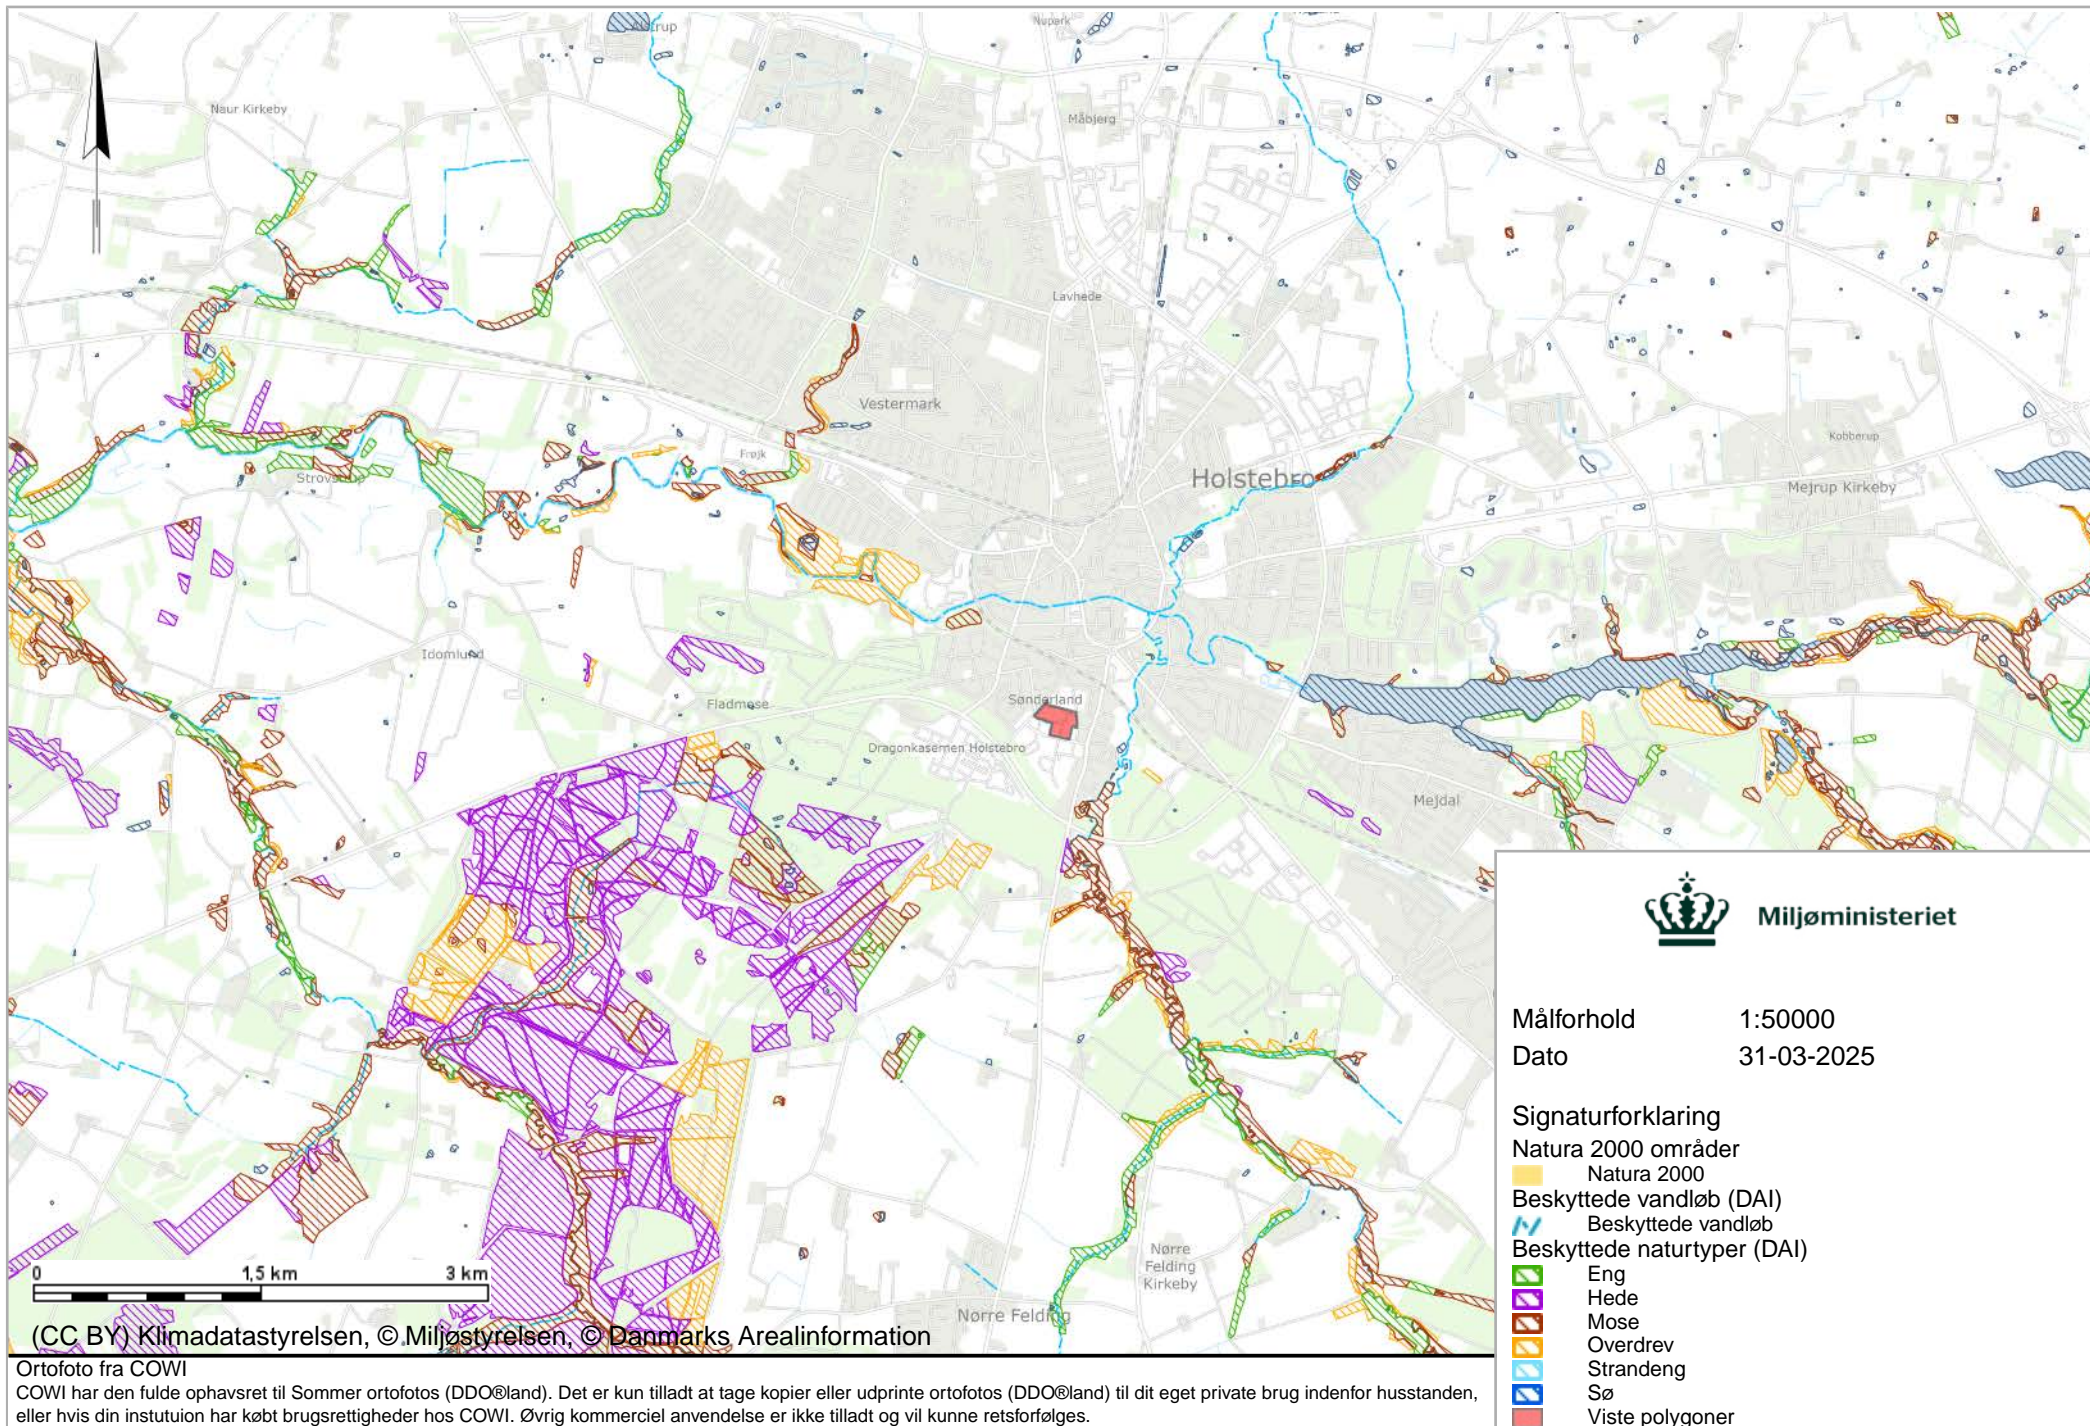 Alstrup
Nupark
Naur Kirkeby
Måbjerg
Lavhede
Vestermark
Frøjk
Kobberup
Holstebro
Mejrup Kirkeby
Strovstrup
Idomlund
Fladmose
Sønderland
Dragonkasernen Holstebro
Mejdal
Nørre
Felding
Kirkeby
Nørre Felding
0 1,5 km 3 km
(CC BY) Klimadatastyrelsen, © Miljøstyrelsen, © Danmarks Arealinformation
Ortofoto fra COWI
COWI har den fulde ophavsret til Sommer ortofotos (DDO®land). Det er kun tilladt at tage kopier eller udprinte ortofotos (DDO®land) til dit eget private brug indenfor husstanden,
eller hvis din instutuion har købt brugsrettigheder hos COWI. Øvrig kommerciel anvendelse er ikke tilladt og vil kunne retsforfølges.
Miljøministeriet
Målforhold 1:50000
Dato 31-03-2025
Signaturforklaring
Natura 2000 områder
Natura 2000
Beskyttede vandløb (DAI)
Beskyttede vandløb
Beskyttede naturtyper (DAI)
Eng
Hede
Mose
Overdrev
Strandeng
Sø
Viste polygoner